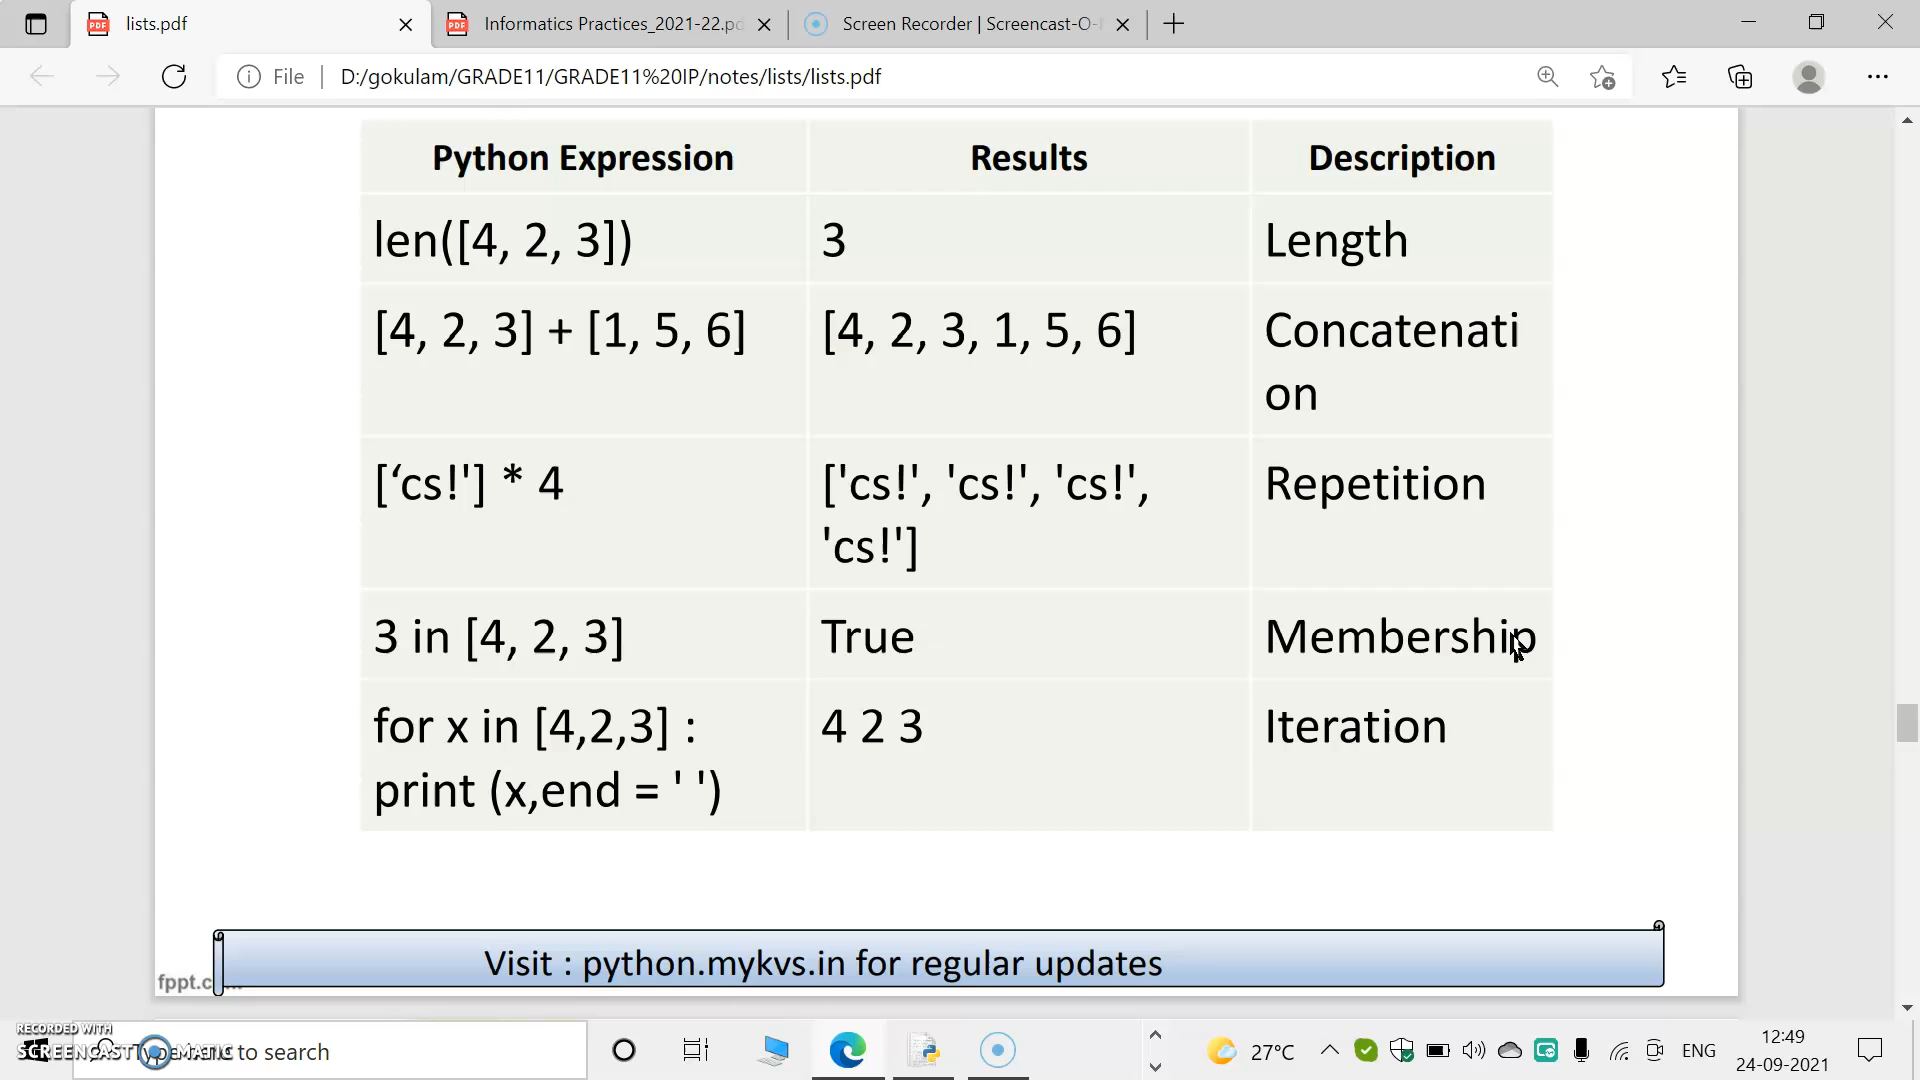 lists.pdf
Informatics Practices_2021-22.pd
Screen Recorder | Screencast-O-
File
D:/gokulam/GRADE11/GRADE11%20IP/notes/lists/lists.pdf
Python Expression Results Description
len([4, 2, 3]) 3 Length
[4, 2, 3] + [1, 5, 6] [4, 2, 3, 1, 5, 6] Concatenati
on
[‘cs!'] * 4 ['cs!', 'cs!', 'cs!', Repetition
'cs!']
3 in [4, 2, 3] True Membership
for x in [4,2,3] : 4 2 3 Iteration
print (x,end = ' ')
Visit : python.mykvs.in for regular updates
fppt.c
RECORDED WITH
SCREENCAST MATIC
to search
27°C
ENG
12:49
24-09-2021